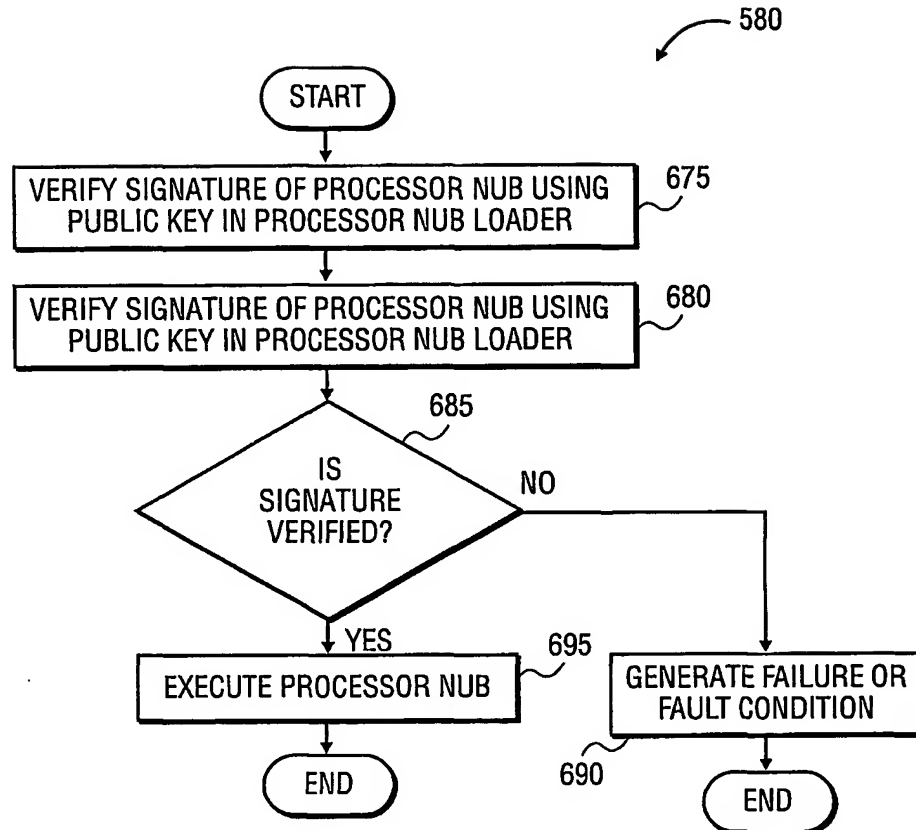 580
START
VERIFY SIGNATURE OF PROCESSOR NUB USING
PUBLIC KEY IN PROCESSOR NUB LOADER
675
VERIFY SIGNATURE OF PROCESSOR NUB USING
PUBLIC KEY IN PROCESSOR NUB LOADER
680
685
IS
SIGNATURE
VERIFIED?
NO
YES
EXECUTE PROCESSOR NUB
695
GENERATE FAILURE OR
FAULT CONDITION
690
END
END